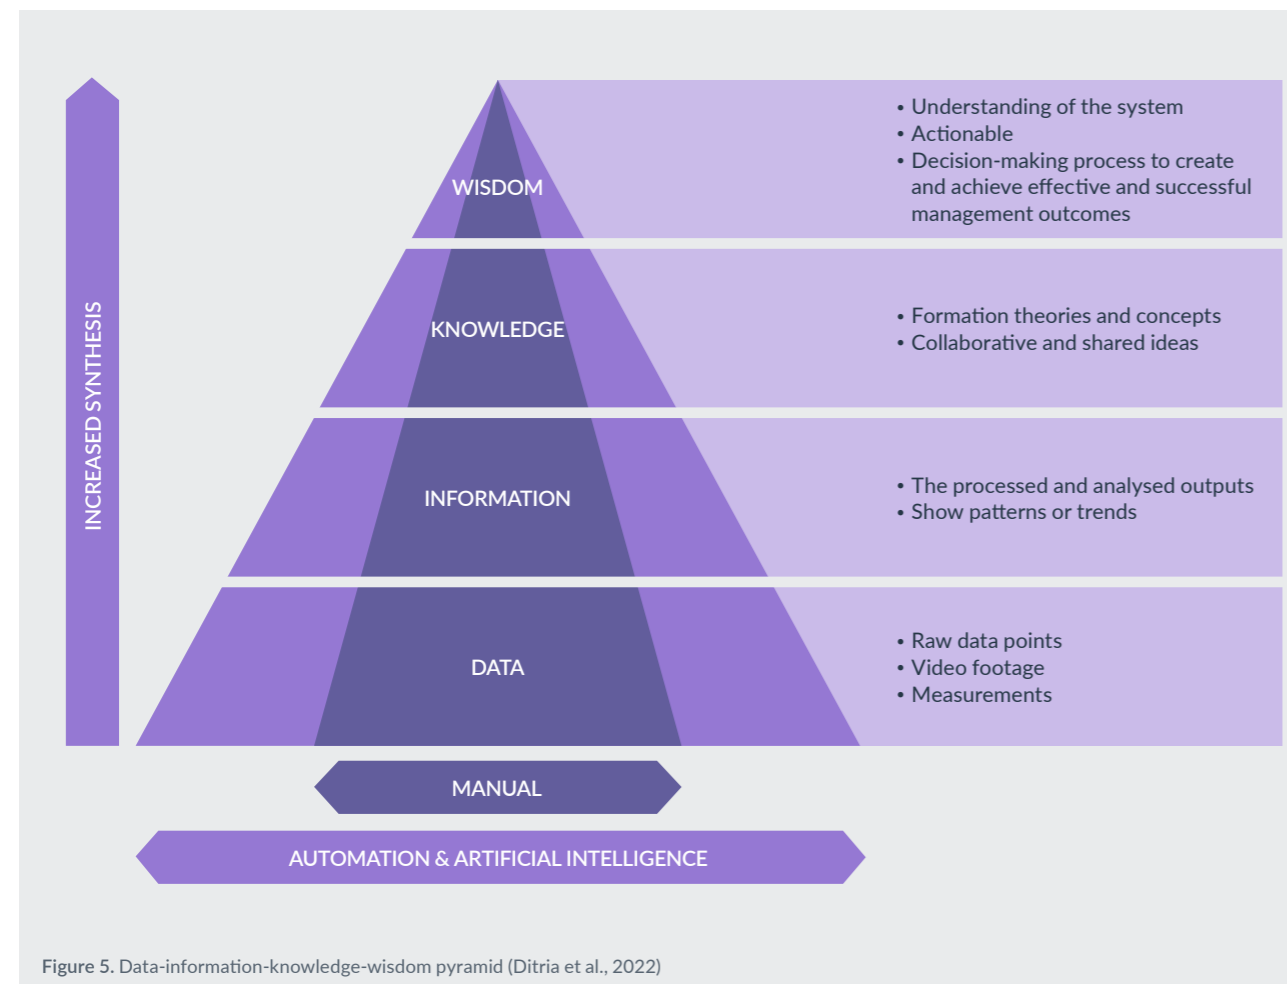 INCREASED SYNTHESIS
WISDOM
• Understanding of the system
• Actionable
• Decision-making process to create
and achieve effective and successful
management outcomes
KNOWLEDGE
• Formation theories and concepts
• Collaborative and shared ideas
INFORMATION
• The processed and analysed outputs
• Show patterns or trends
DATA
• Raw data points
• Video footage
• Measurements
MANUAL
AUTOMATION & ARTIFICIAL INTELLIGENCE
Figure 5. Data-information-knowledge-wisdom pyramid (Ditria et al., 2022)